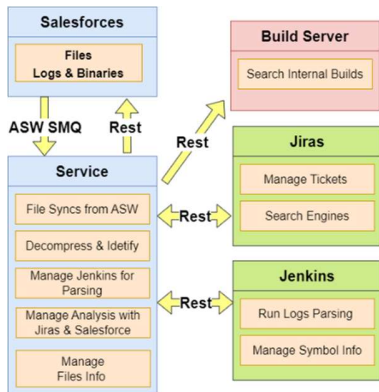 Salesforces
Files
Logs & Binaries
ASW SMQ
Rest
Service
File Syncs from ASW
Decompress & Idetify
Manage Jenkins for
Parsing
Manage Analysis with
Jiras & Salesforce
Manage
Files Info
Rest
Build Server
Search Internal Builds
Rest
Jiras
Manage Tickets
Search Engines
Rest
Jenkins
Run Logs Parsing
Manage Symbol Info